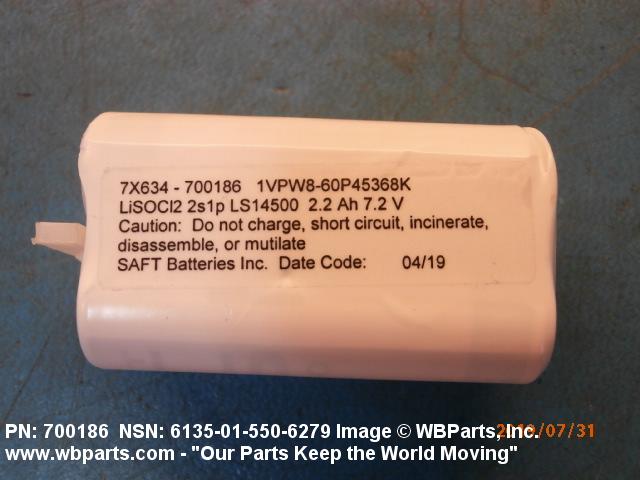 7X634 - 700186 1VPW8-60P45368K
LiSOCl2 2s1p LS14500 2.2 Ah 7.2 V
Caution: Do not charge, short circuit, incinerate,
disassemble, or mutilate
SAFT Batteries Inc. Date Code: 04/19
PN: 700186 NSN: 6135-01-550-6279 Image © WBParts, Inc.
www.wbparts.com - "Our Parts Keep the World Moving"